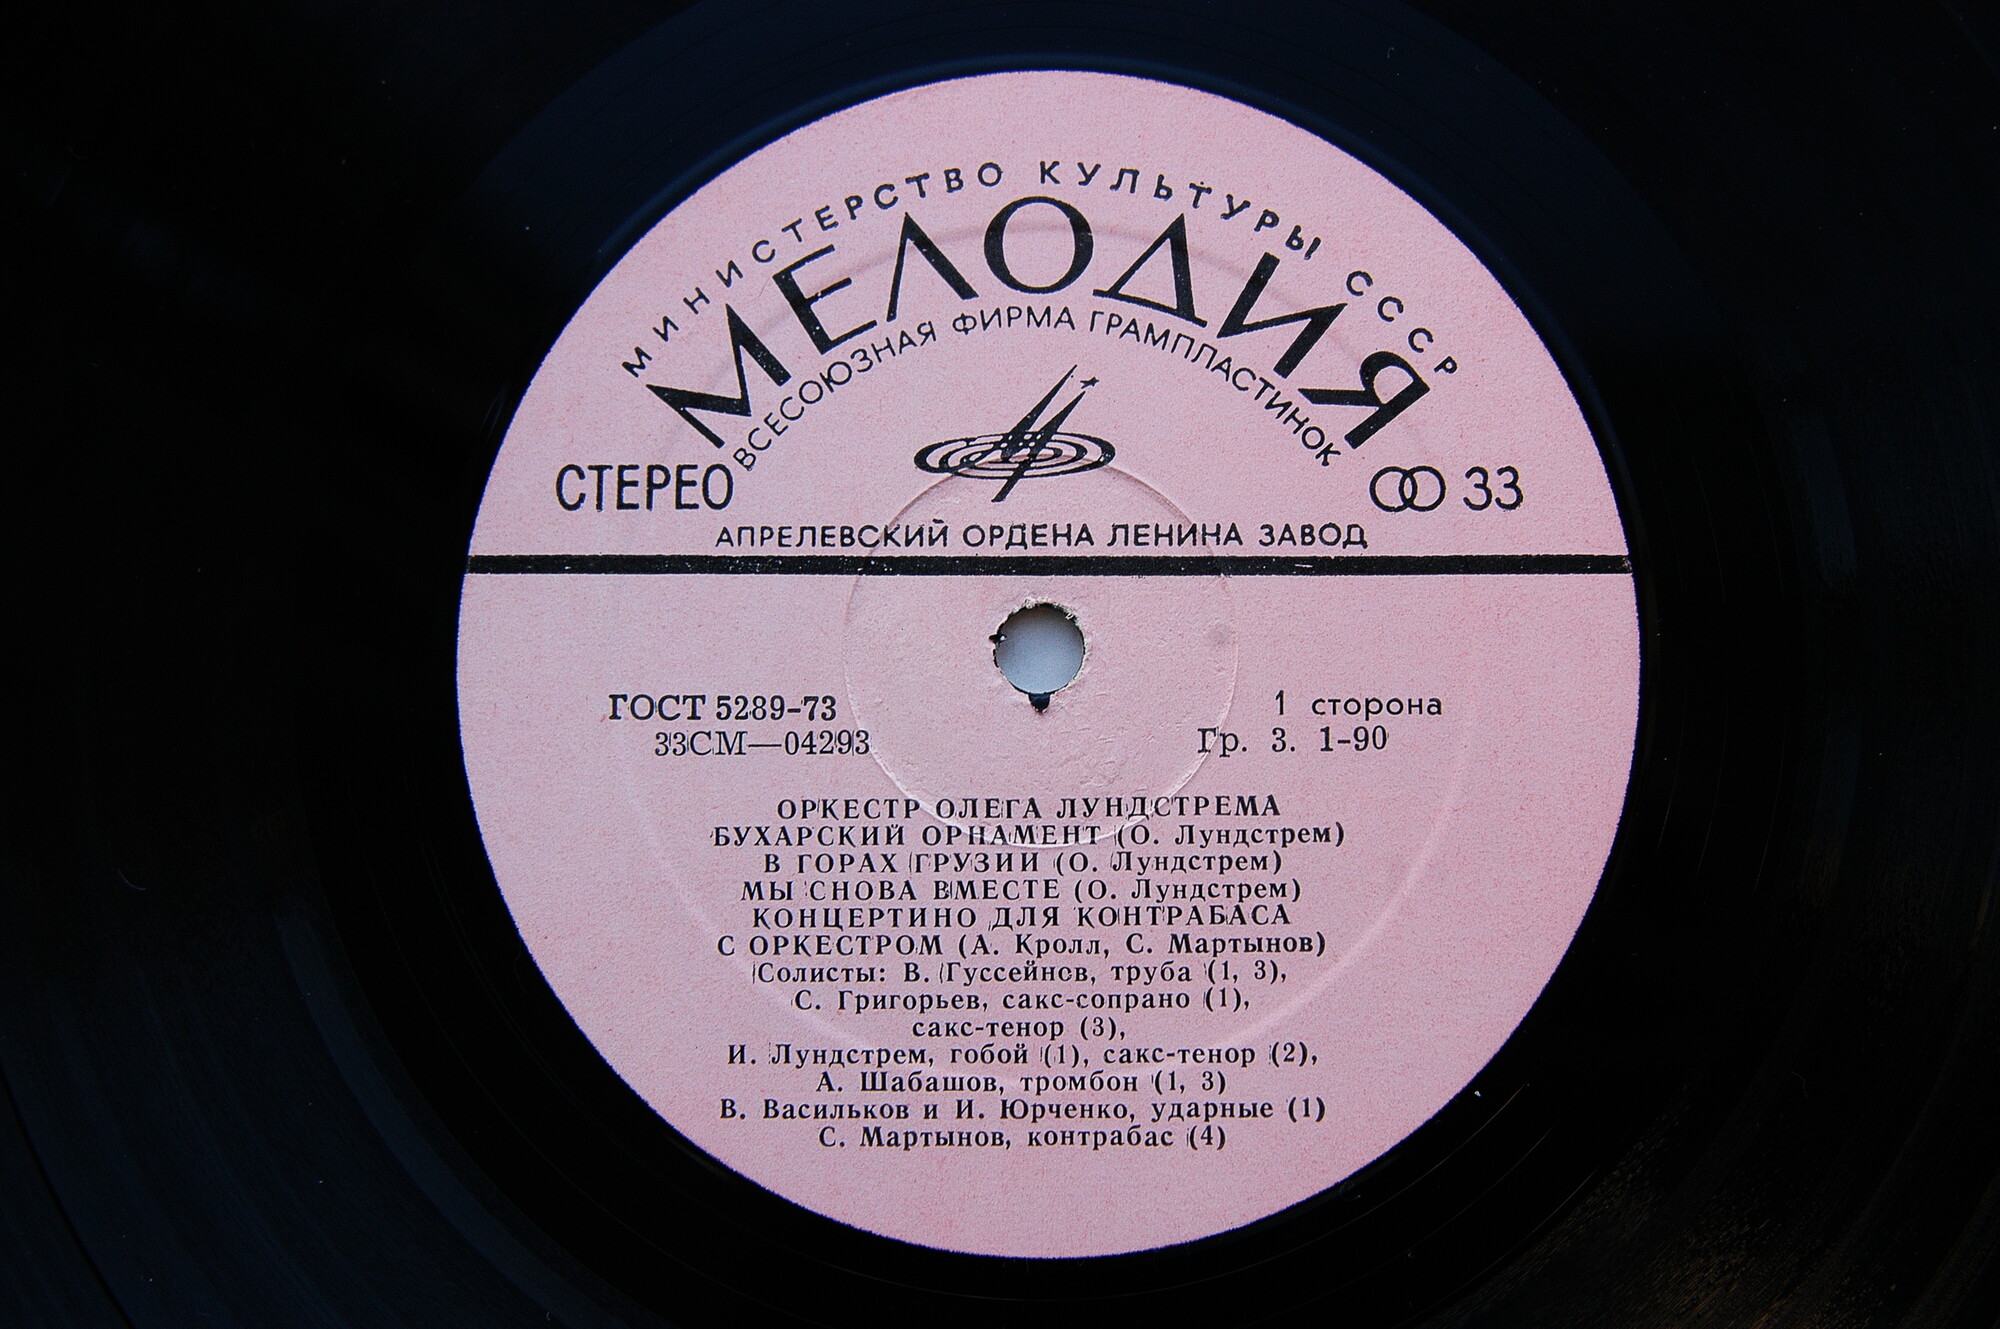 МИНИСТЕРСТВО КУЛЬТУРЫ СССР
МЕЛОДИЯ
ВСЕСОЮЗНАЯ ФИРМА ГРАМПЛАСТИНОК
СТЕРЕО
33
АПРЕЛЕВСКИЙ ОРДЕНА ЛЕНИНА ЗАВОД
ГОСТ 5289-73
1 сторона
33СМ—04293
Гр. 3. 1-90
ОРКЕСТР ОЛЕГА ЛУНДСТРЕМА
БУХАРСКИЙ ОРНАМЕНТ (О. Лундстрем)
В ГОРАХ ГРУЗИИ (О. Лундстрем)
МЫ СНОВА ВМЕСТЕ (О. Лундстрем)
КОНЦЕРТИНО ДЛЯ КОНТРАБАСА
С ОРКЕСТРОМ (А. Кролл, С. Мартынов)
Солисты: В. Гуссейнов, труба (1, 3),
С. Григорьев, сакс-сопрано (1),
сакс-тенор (3),
И. Лундстрем, гобой (1), сакс-тенор (2),
А. Шабашов, тромбон (1, 3)
В. Васильков и И. Юрченко, ударные (1)
С. Мартынов, контрабас (4)